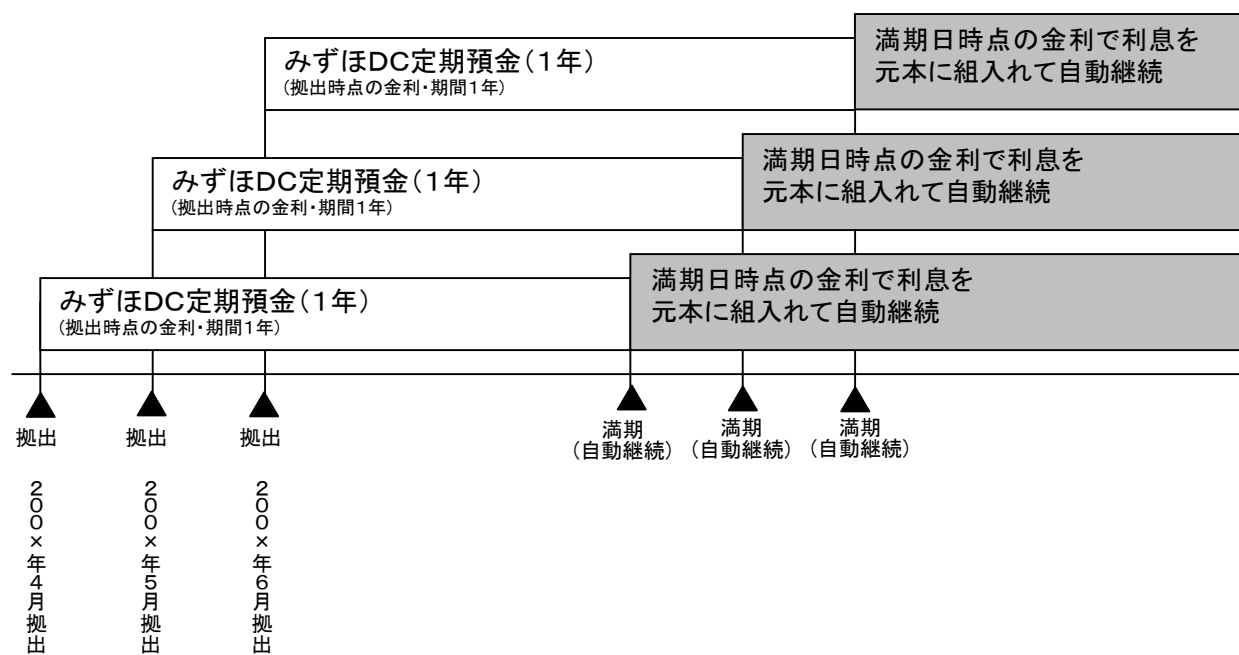 みずほDC定期預金(1年)
(拠出時点の金利・期間1年)
満期日時点の金利で利息を
元本に組入れて自動継続
みずほDC定期預金(1年)
(拠出時点の金利・期間1年)
満期日時点の金利で利息を
元本に組入れて自動継続
みずほDC定期預金(1年)
(拠出時点の金利・期間1年)
満期日時点の金利で利息を
元本に組入れて自動継続
拠出
拠出
拠出
満期
(自動継続)
満期
(自動継続)
満期
(自動継続)
200×年4月拠出
200×年5月拠出
200×年6月拠出